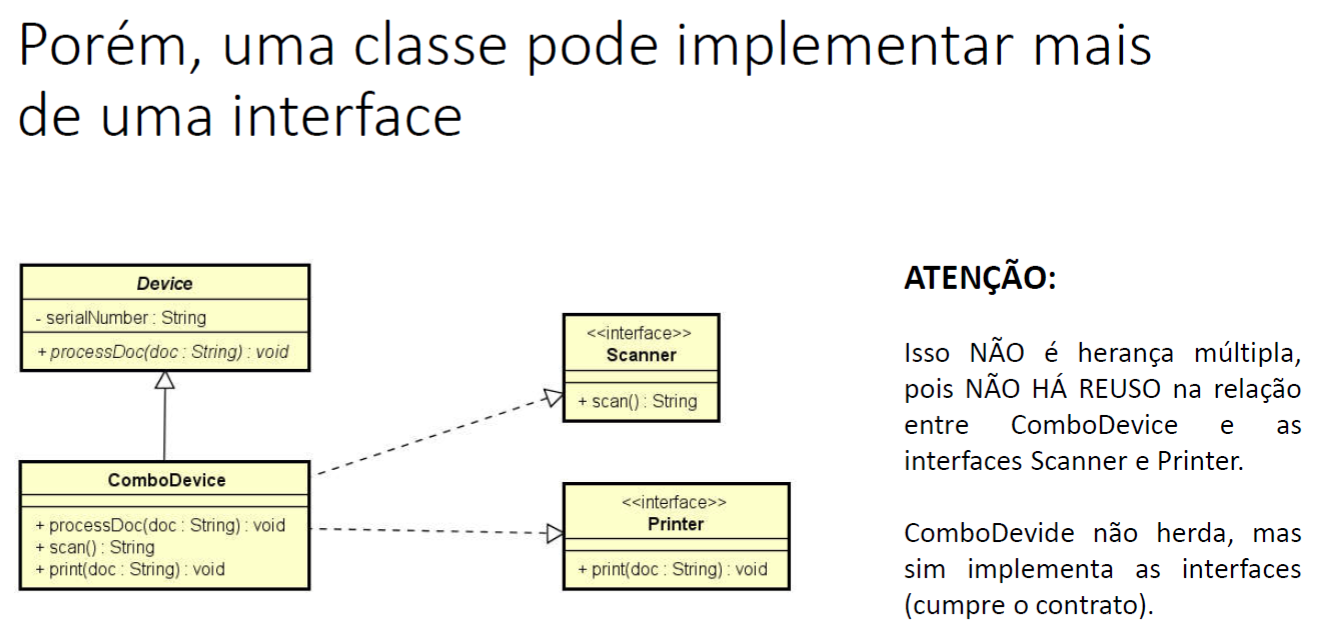 Porém, uma classe pode implementar mais
de uma interface
Device
- serialNumber : String
+ processDoc(doc : String) : void
ComboDevice
+ processDoc(doc : String) : void
+ scan() : String
+ print(doc : String) : void
<<interface>>
Scanner
+ scan() : String
<<interface>>
Printer
+ print(doc : String) : void
ATENÇÃO:
Isso NÃO é herança múltipla,
pois NÃO HÁ REUSO na relação
entre ComboDevice e as
interfaces Scanner e Printer.
ComboDevide não herda, mas
sim implementa as interfaces
(cumpre o contrato).